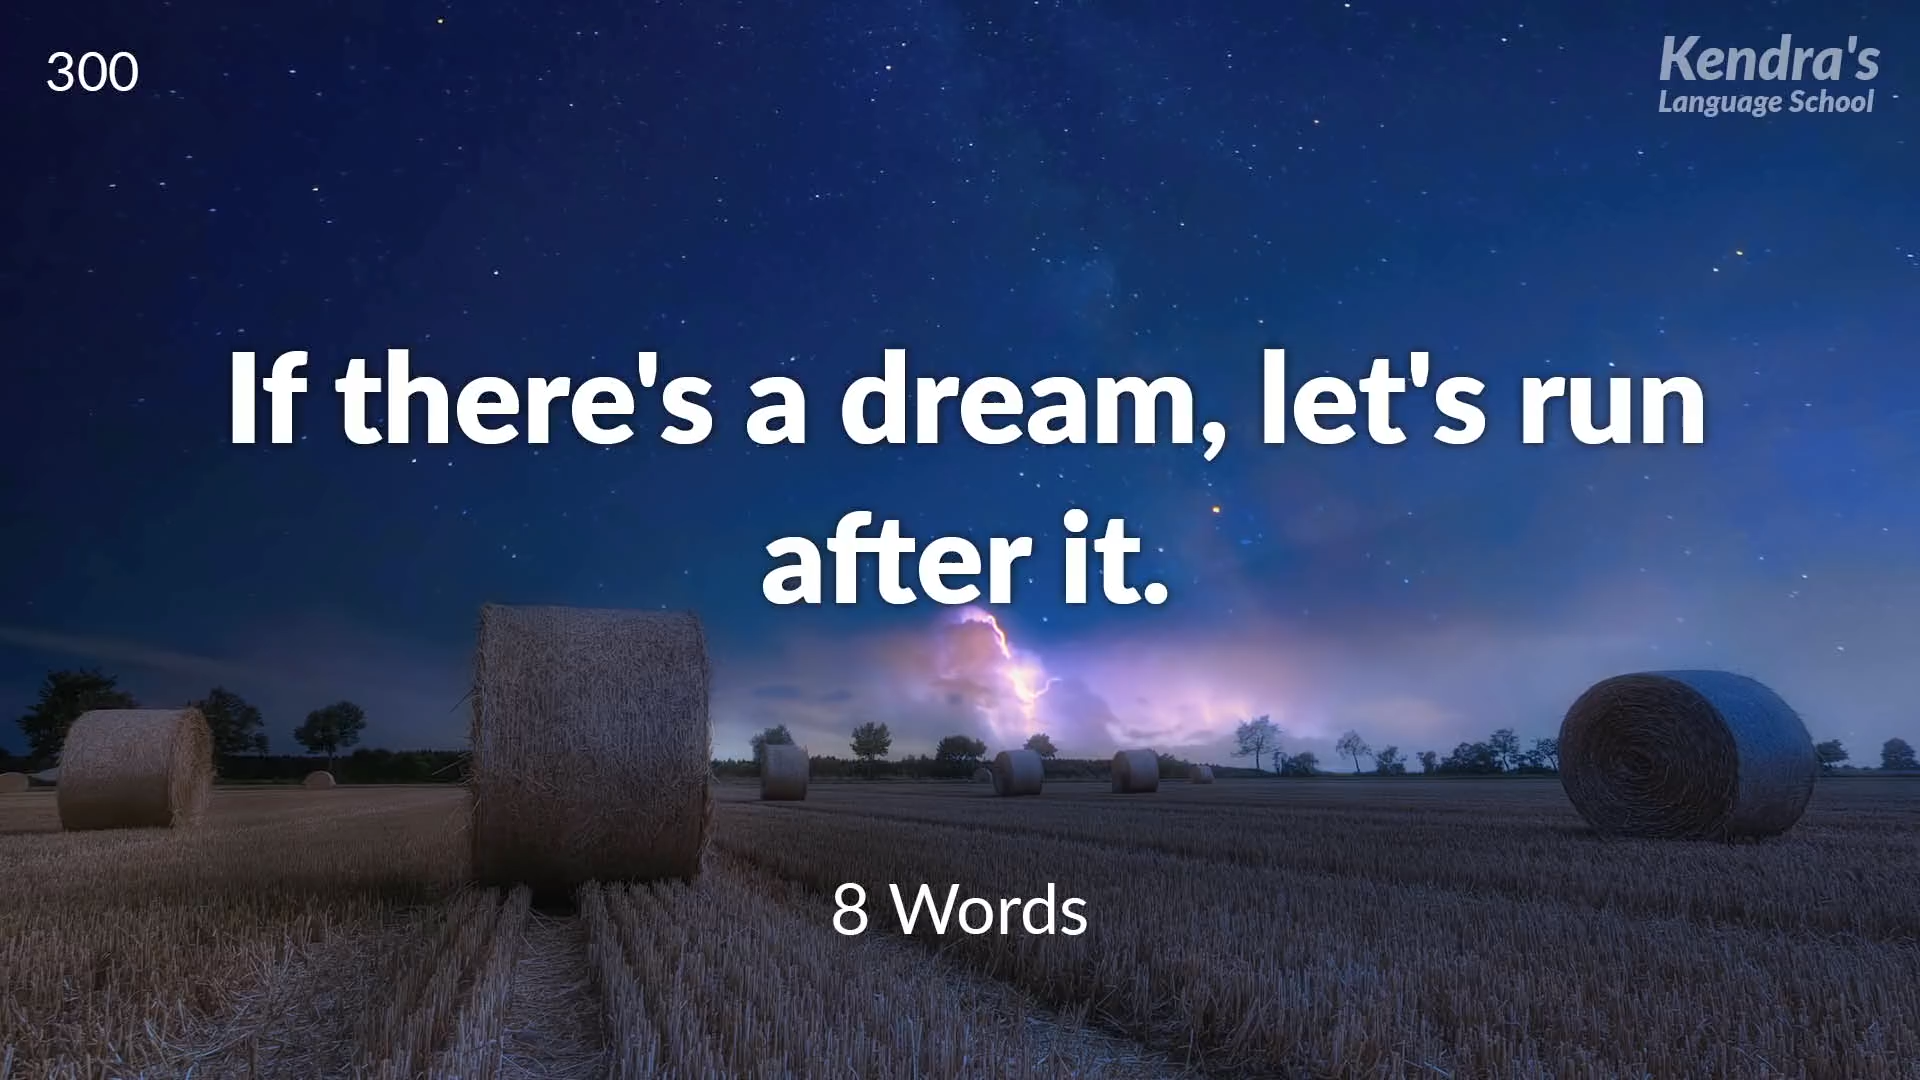 300
Kendra's
Language School
If there's a dream, let's run
after it.
8 Words